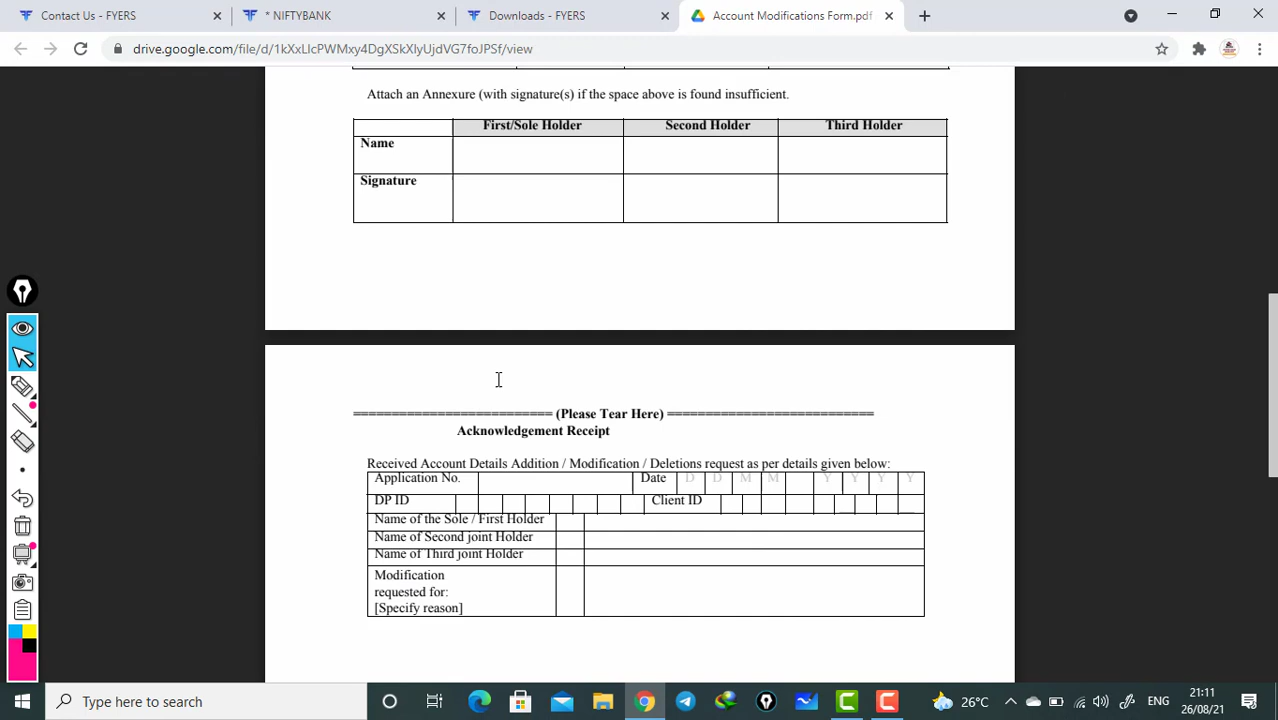 Contact Us - FYERS
* NIFTYBANK
Downloads - FYERS
Account Modifications Form.pdf
drive.google.com/file/d/1kXxLlcPWMxy4DgXSkXlyUjdVG7foJPSf/view
Attach an Annexure (with signature(s) if the space above is found insufficient.
First/Sole Holder Second Holder Third Holder
Name
Signature
========================== (Please Tear Here) ===========================
Acknowledgement Receipt
Received Account Details Addition / Modification / Deletions request as per details given below:
Application No. Date D D M M Y Y Y Y
DP ID Client ID
Name of the Sole / First Holder
Name of Second joint Holder
Name of Third joint Holder
Modification
requested for:
[Specify reason]
Type here to search
26°C
ENG
21:11
26/08/21